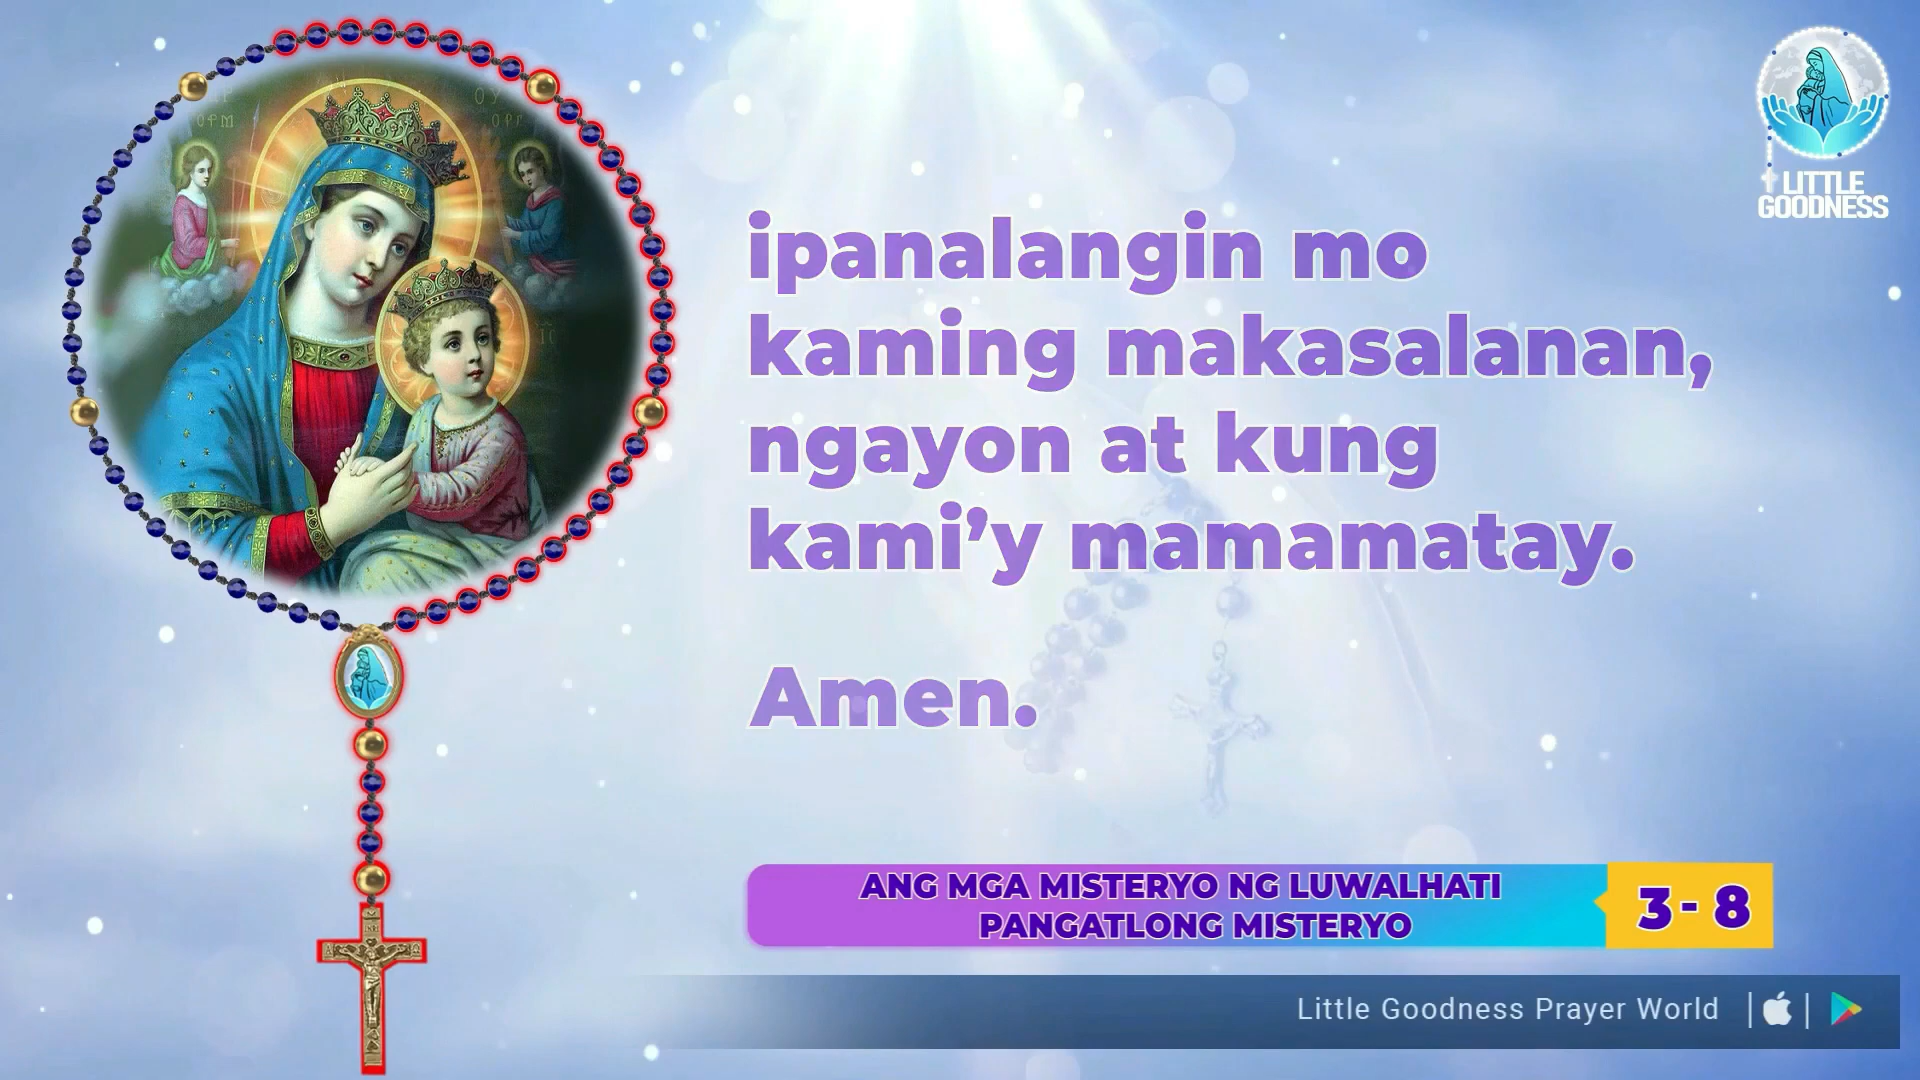 LITTLE
GOODNESS
ipanalangin mo
kaming makasalanan,
ngayon at kung
kami’y mamamatay.
Amen.
ANG MGA MISTERYO NG LUWALHATI
PANGATLONG MISTERYO
3 - 8
Little Goodness Prayer World